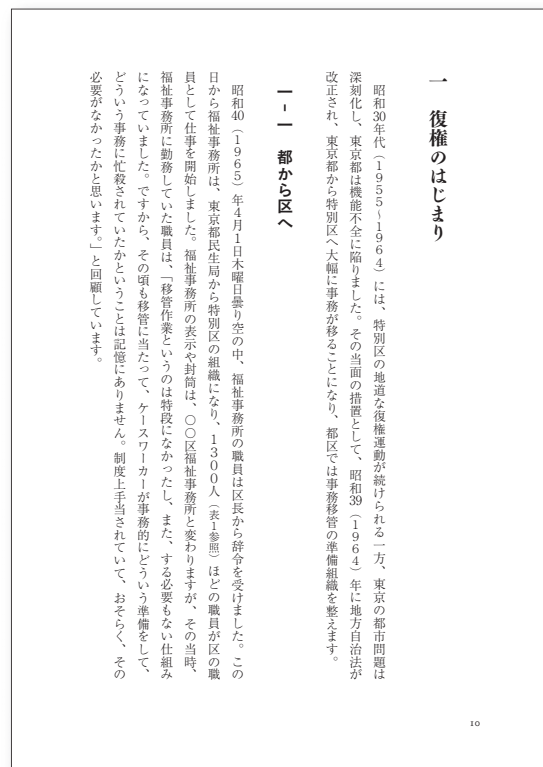 一　復権のはじまり
昭和30年代（1955～1964）には、特別区の地道な復権運動が続けられる一方、東京の都市問題は
深刻化し、東京都は機能不全に陥りました。その当面の措置として、昭和39（1964）年に地方自治法が
改正され、東京都から特別区へ大幅に事務が移ることになり、都区では事務移管の準備組織を整えます。
一－一　都から区へ
昭和40（1965）年4月1日木曜日曇り空の中、福祉事務所の職員は区長から辞令を受けました。この
日から福祉事務所は、東京都民生局から特別区の組織になり、1300人（表1参照）ほどの職員が区の職
員として仕事を開始しました。福祉事務所の表示や封筒は、○○区福祉事務所と変わりますが、その当時、
福祉事務所に勤務していた職員は、「移管作業というのは特段になかったし、また、する必要もない仕組み
になっていました。ですから、その頃も移管に当たって、ケースワーカーが事務的にどういう準備をして、
どういう事務に忙殺されていたかということは記憶にありません。制度上手当されていて、おそらく、その
必要がなかったかと思います。」と回顧しています。
10